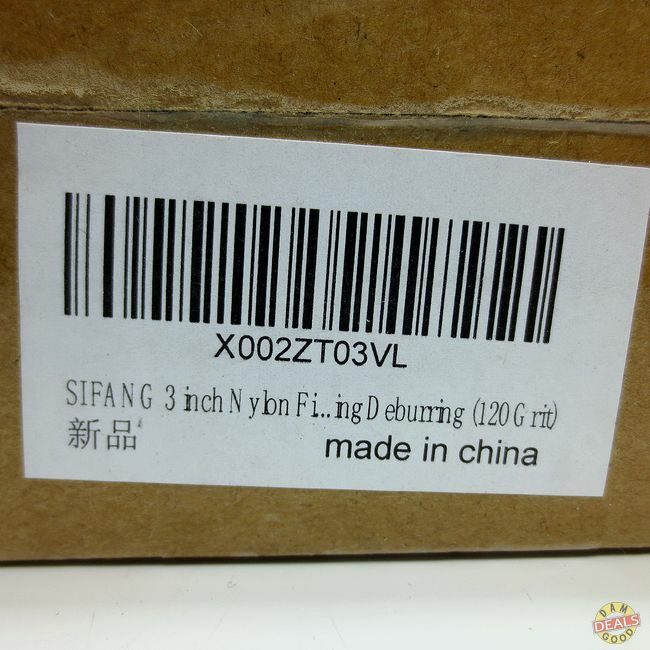 X002ZT03VL
SIFANG 3 inch Nylon Fi...ing Deburring (120 Grit)
新品
made in china
DAM
DEALS
GOOD